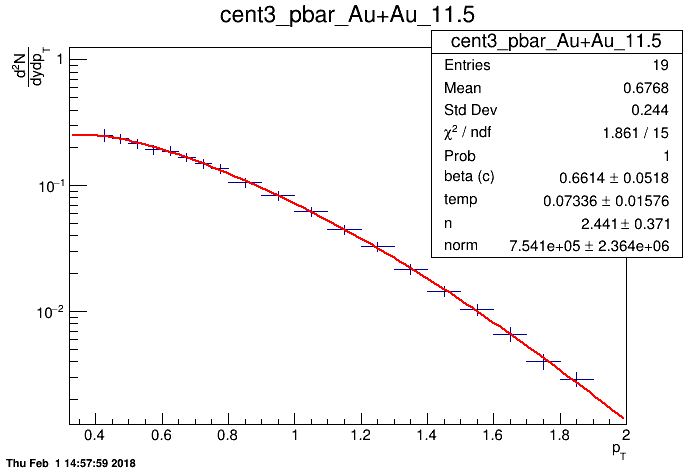 cent3_pbar_Au+Au_11.5
d²N
dydp_T
cent3_pbar_Au+Au_11.5
Entries 19
Mean 0.6768
Std Dev 0.244
χ² / ndf 1.861 / 15
Prob 1
beta (c) 0.6614 ± 0.0518
temp 0.07336 ± 0.01576
n 2.441 ± 0.371
norm 7.541e+05 ± 2.364e+06
1
10⁻¹
10⁻²
0.4 0.6 0.8 1 1.2 1.4 1.6 1.8 2
p_T
Thu Feb 1 14:57:59 2018